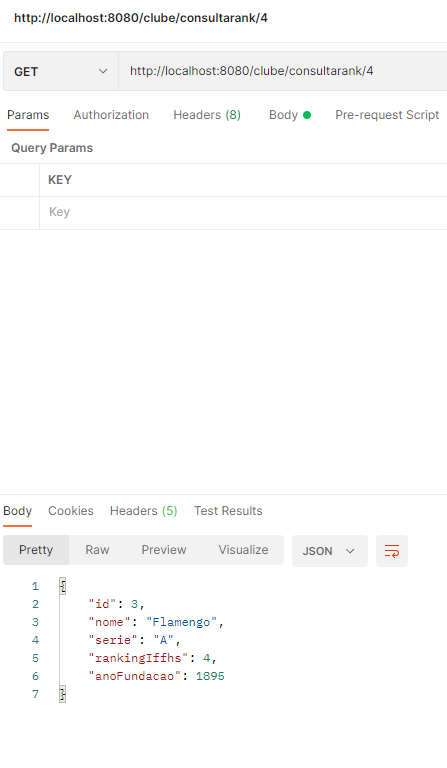 http://localhost:8080/clube/consultarank/4
GET http://localhost:8080/clube/consultarank/4
Params Authorization Headers (8) Body Pre-request Script
Query Params
KEY
Key
Body Cookies Headers (5) Test Results
Pretty Raw Preview Visualize JSON
1 {
2 "id": 3,
3 "nome": "Flamengo",
4 "serie": "A",
5 "rankingIffhs": 4,
6 "anoFundacao": 1895
7 }